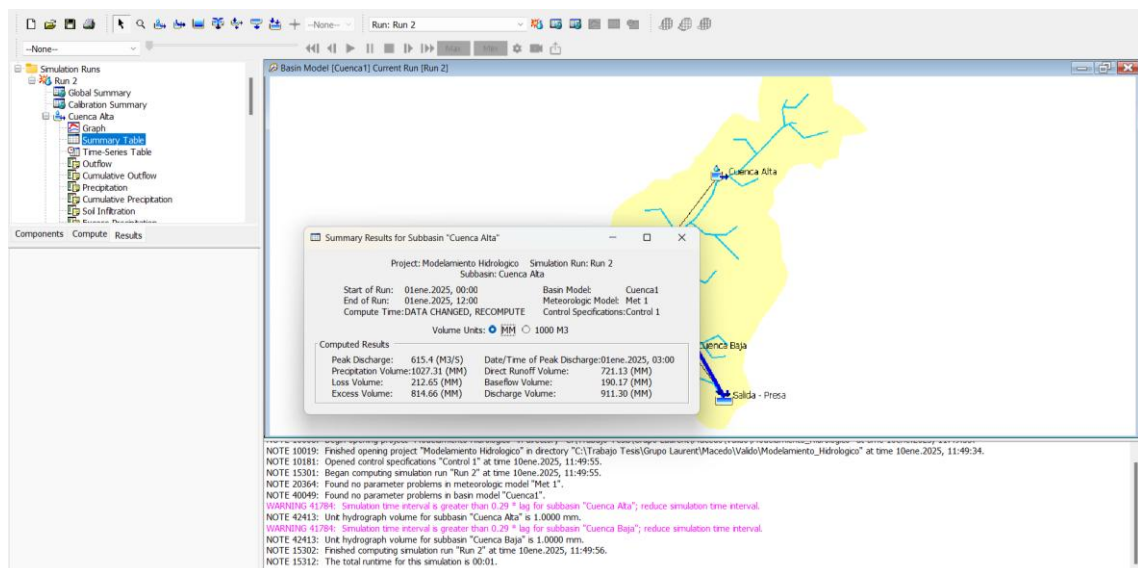 --None--
Run: Run 2
--None--
Max
Min
Simulation Runs
Run 2
Global Summary
Calibration Summary
Cuenca Alta
Graph
Summary Table
Time-Series Table
Outflow
Cumulative Outflow
Precipitation
Cumulative Precipitation
Soil Infiltration
Components Compute Results
Basin Model [Cuenca1] Current Run [Run 2]
Cuenca Alta
Cuenca Baja
Salida - Presa
Summary Results for Subbasin "Cuenca Alta"
Project: Modelamiento Hidrologico Simulation Run: Run 2
Subbasin: Cuenca Alta
Start of Run: 01ene.2025, 00:00 Basin Model: Cuenca1
End of Run: 01ene.2025, 12:00 Meteorologic Model: Met 1
Compute Time:DATA CHANGED, RECOMPUTE Control Specifications:Control 1
Volume Units: MM 1000 M3
Computed Results
Peak Discharge: 615.4 (M3/S) Date/Time of Peak Discharge:01ene.2025, 03:00
Precipitation Volume:1027.31 (MM) Direct Runoff Volume: 721.13 (MM)
Loss Volume: 212.65 (MM) Baseflow Volume: 190.17 (MM)
Excess Volume: 814.66 (MM) Discharge Volume: 911.30 (MM)
NOTE 10019: Finished opening project "Modelamiento Hidrologico" in directory "C:\Trabajo Tesis\Grupo Laurent\Macedo\Valdo\Modelamiento_Hidrologico" at time 10ene.2025, 11:49:34.
NOTE 10181: Opened control specifications "Control 1" at time 10ene.2025, 11:49:55.
NOTE 15301: Began computing simulation run "Run 2" at time 10ene.2025, 11:49:55.
NOTE 20364: Found no parameter problems in meteorologic model "Met 1".
NOTE 40049: Found no parameter problems in basin model "Cuenca1".
WARNING 41784: Simulation time interval is greater than 0.29 * lag for subbasin "Cuenca Alta"; reduce simulation time interval.
NOTE 42413: Unit hydrograph volume for subbasin "Cuenca Alta" is 1.0000 mm.
WARNING 41784: Simulation time interval is greater than 0.29 * lag for subbasin "Cuenca Baja"; reduce simulation time interval.
NOTE 42413: Unit hydrograph volume for subbasin "Cuenca Baja" is 1.0000 mm.
NOTE 15302: Finished computing simulation run "Run 2" at time 10ene.2025, 11:49:56.
NOTE 15312: The total runtime for this simulation is 00:01.